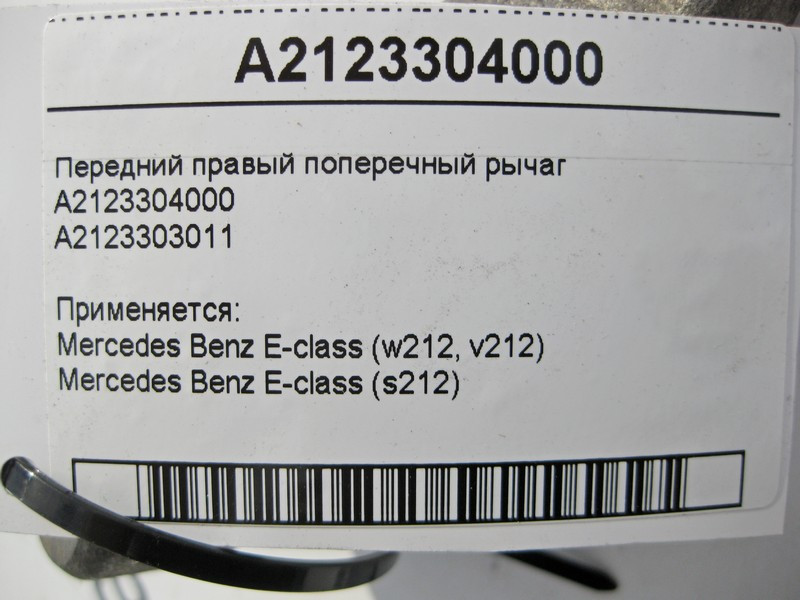 A2123304000
Передний правый поперечный рычаг
A2123304000
A2123303011
Применяется:
Mercedes Benz E-class (w212, v212)
Mercedes Benz E-class (s212)